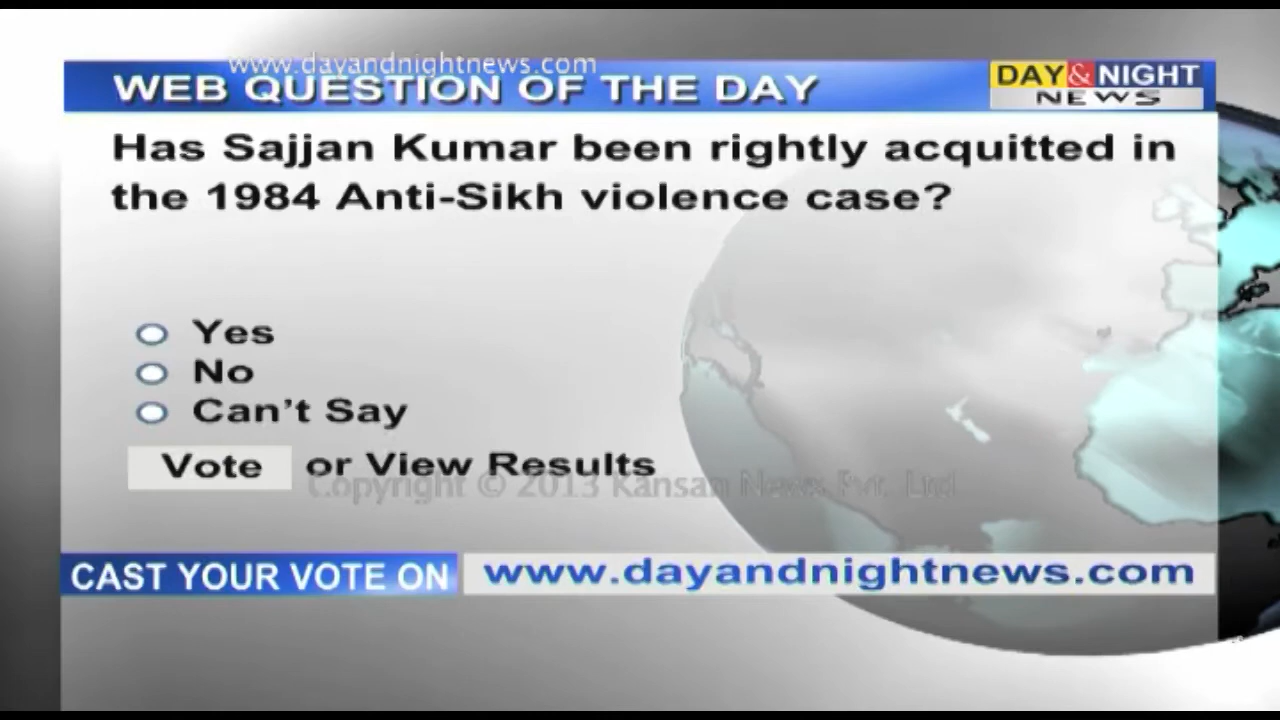 www.dayandnightnews.com
WEB QUESTION OF THE DAY
DAY&NIGHT
NEWS
Has Sajjan Kumar been rightly acquitted in
the 1984 Anti-Sikh violence case?
Yes
No
Can't Say
Vote or View Results
Copyright © 2013 Kansan News Pvt. Ltd
CAST YOUR VOTE ON www.dayandnightnews.com